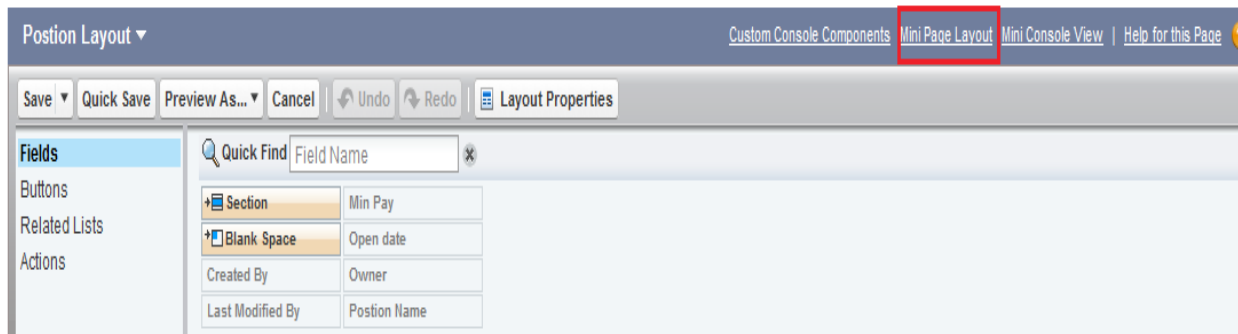 Postion Layout Custom Console Components Mini Page Layout Mini Console View | Help for this Page
Save Quick Save Preview As... Cancel Undo Redo Layout Properties
Fields
Quick Find Field Name
Buttons
Section Min Pay
Related Lists
Blank Space Open date
Actions
Created By Owner
Last Modified By Postion Name